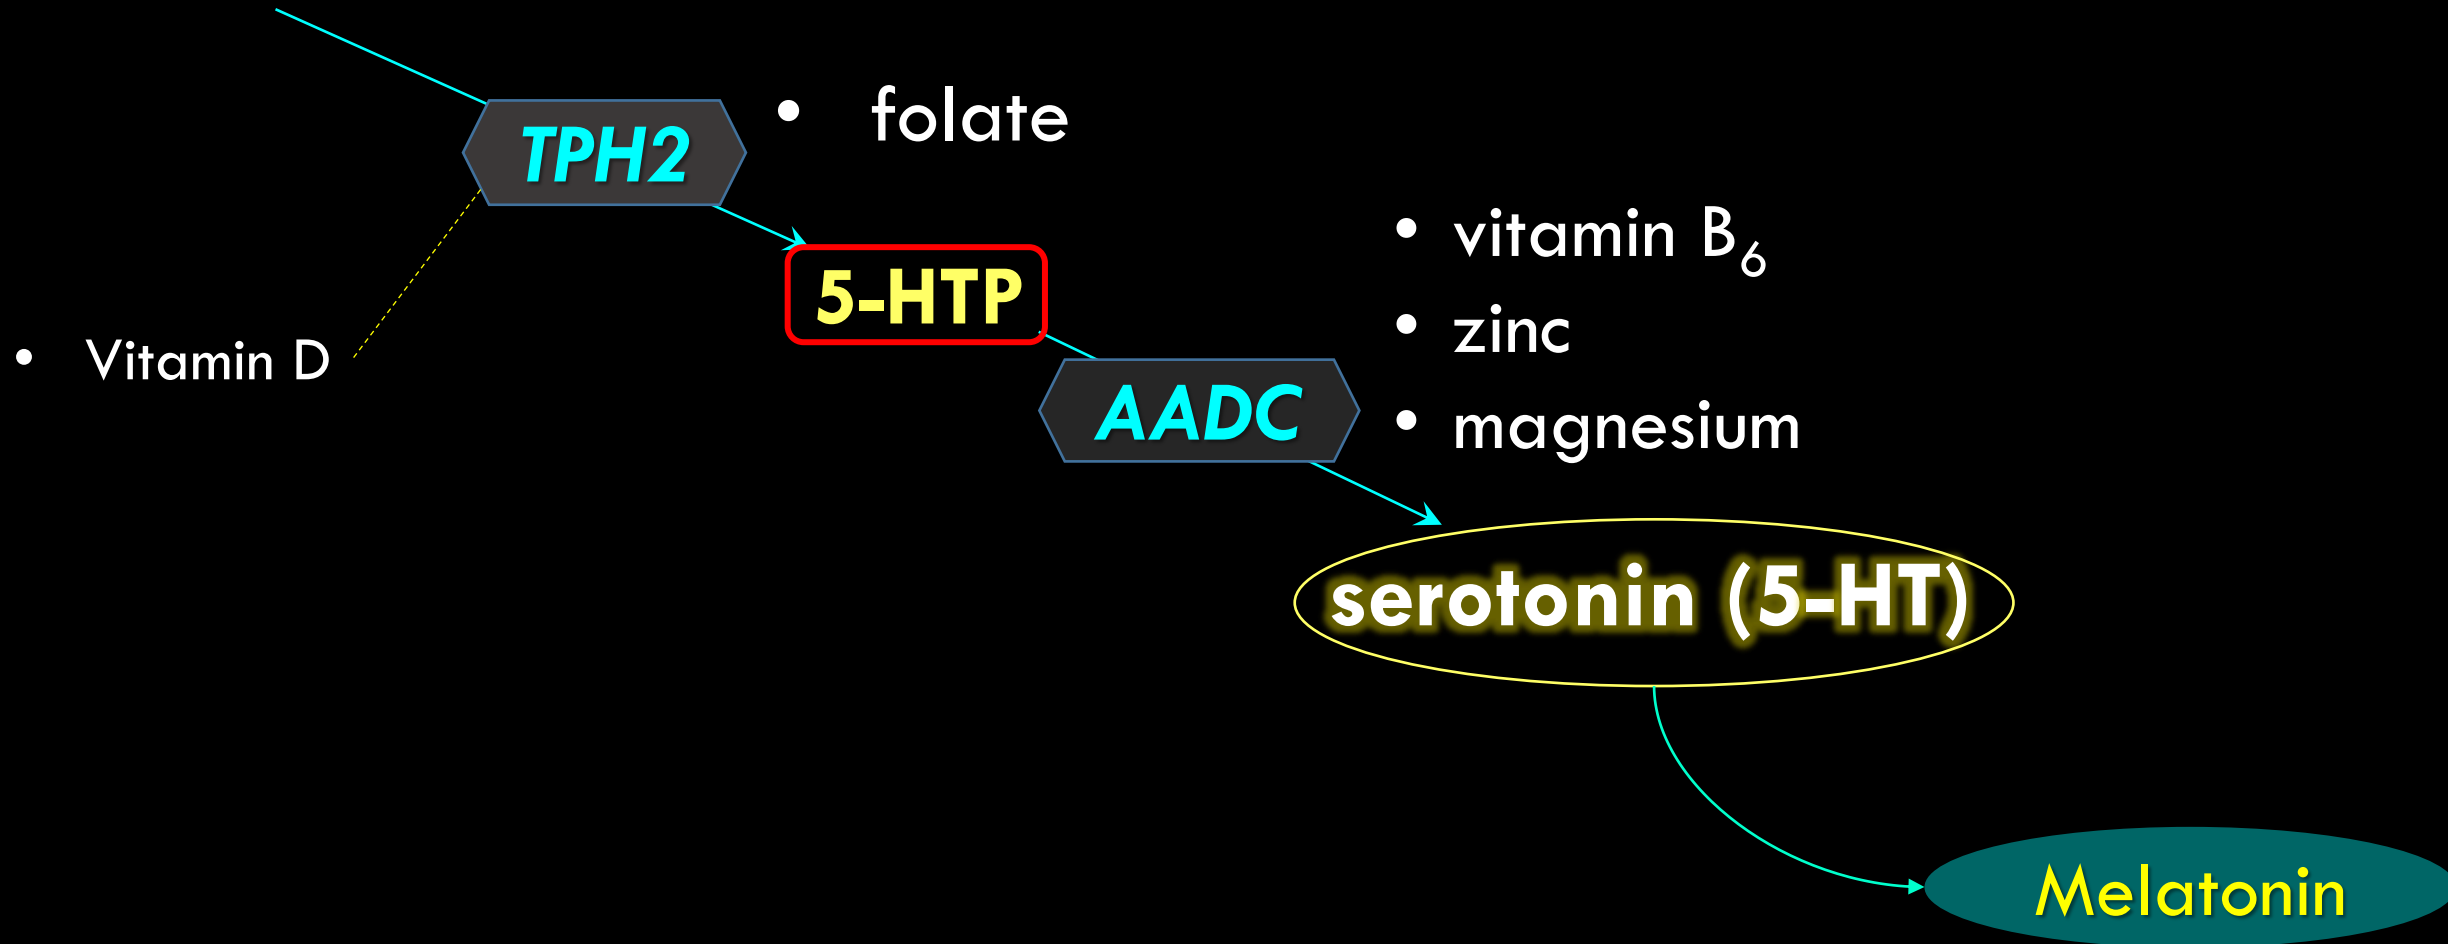 • folate
TPH2
• vitamin B₆
5-HTP
• zinc
• Vitamin D
AADC
• magnesium
serotonin (5-HT)
Melatonin